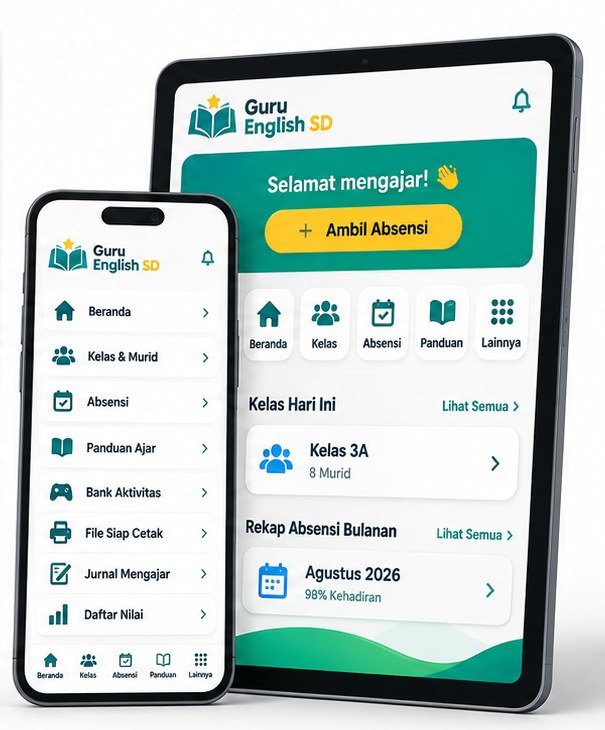 Guru
English SD
Beranda
Kelas & Murid
Absensi
Panduan Ajar
Bank Aktivitas
File Siap Cetak
Jurnal Mengajar
Daftar Nilai
Beranda
Kelas
Absensi
Panduan
Lainnya
Guru
English SD
Selamat mengajar! 👋
+ Ambil Absensi
Beranda
Kelas
Absensi
Panduan
Lainnya
Kelas Hari Ini
Lihat Semua >
Kelas 3A
8 Murid
Rekap Absensi Bulanan
Lihat Semua >
Agustus 2026
98% Kehadiran